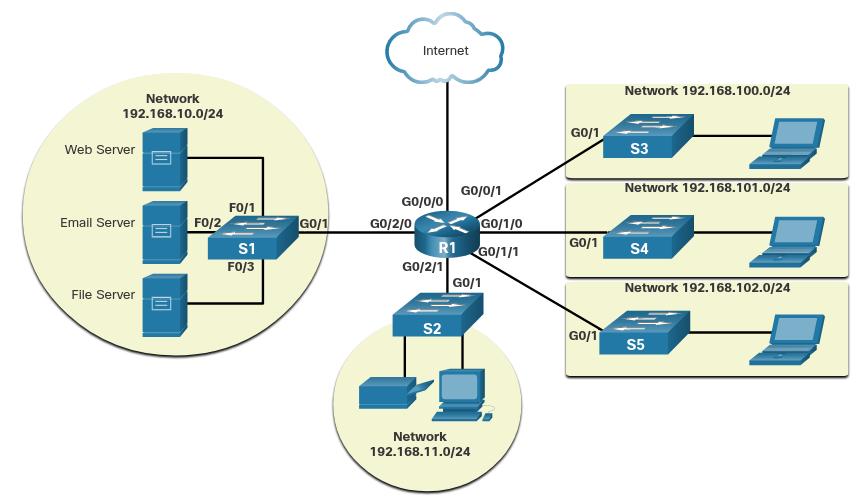 Internet
Network
192.168.10.0/24
Web Server
Email Server
File Server
F0/1
F0/2
F0/3
S1
G0/1
G0/2/0
G0/0/0
G0/0/1
G0/1/0
G0/1/1
G0/2/1
R1
G0/1
S2
Network
192.168.11.0/24
Network 192.168.100.0/24
G0/1
S3
Network 192.168.101.0/24
G0/1
S4
Network 192.168.102.0/24
G0/1
S5